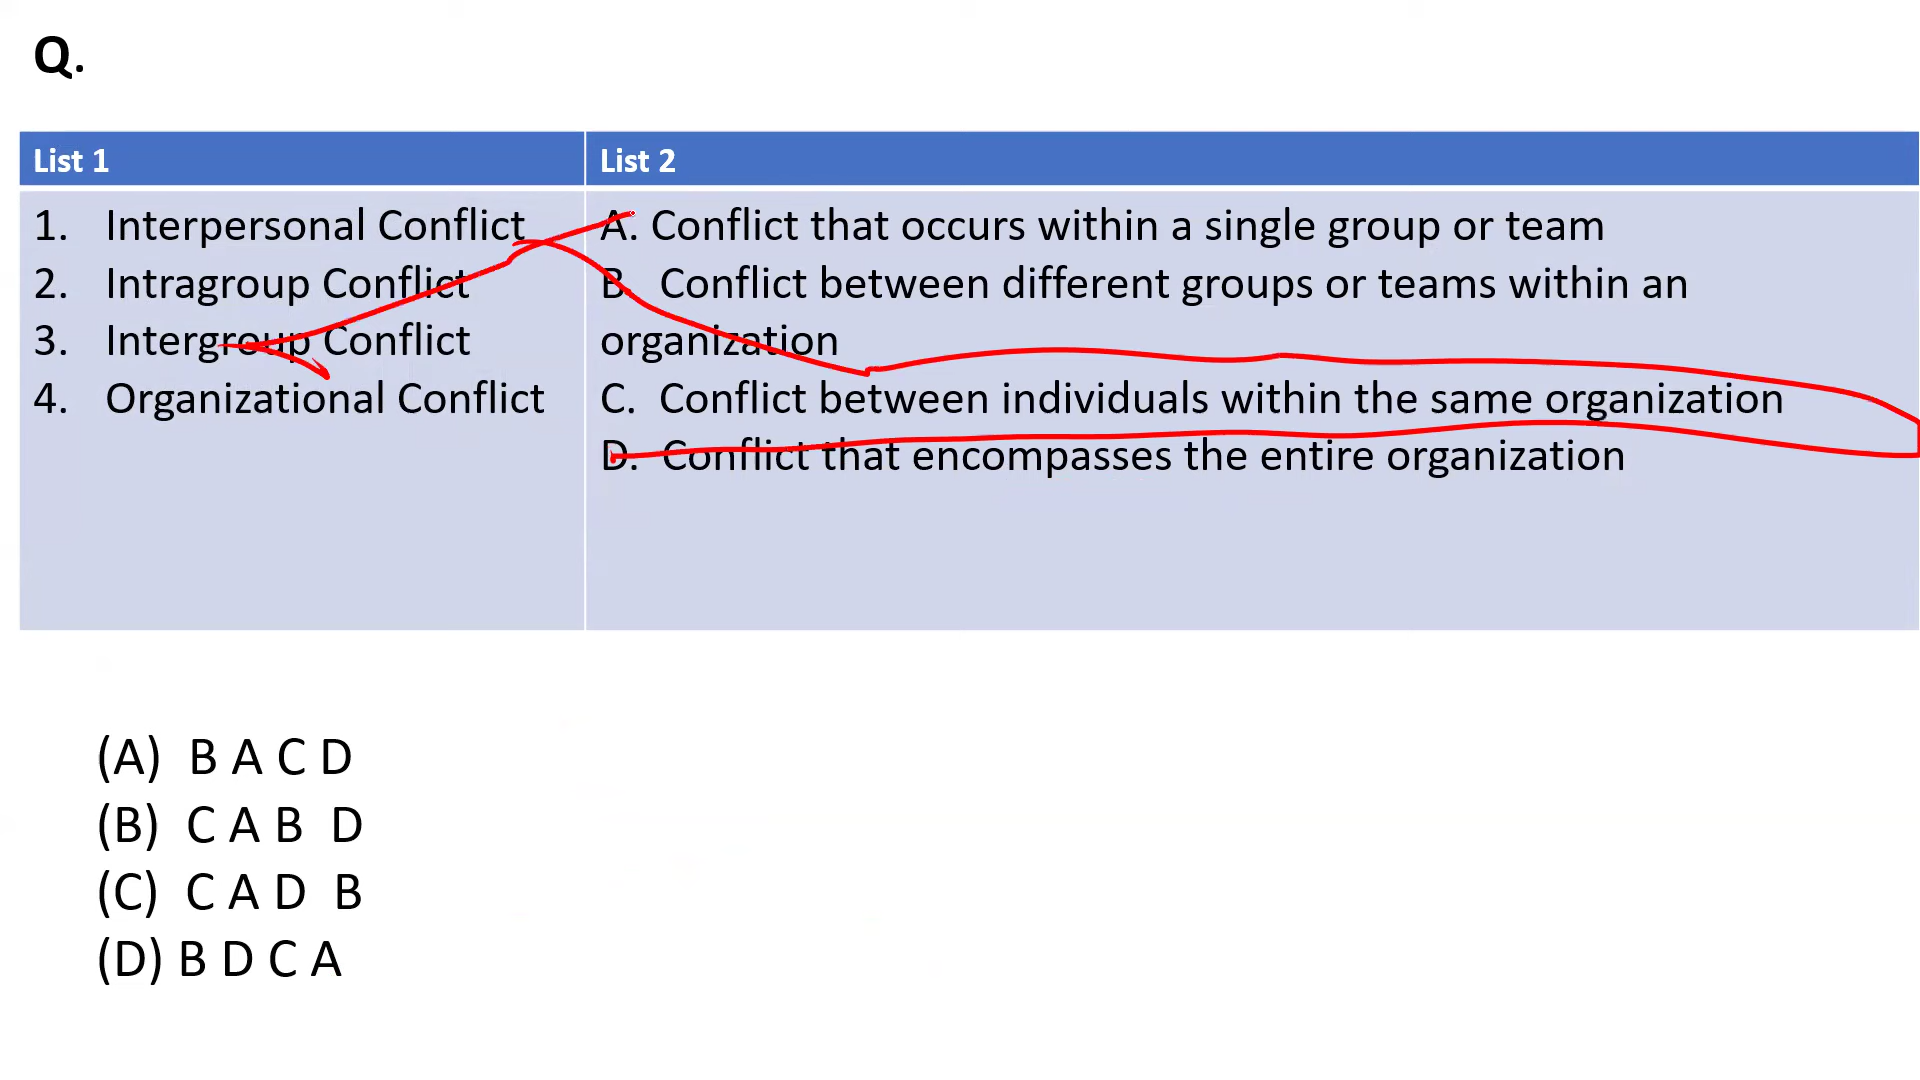 Q.
List 1
List 2
1. Interpersonal Conflict
2. Intragroup Conflict
3. Intergroup Conflict
4. Organizational Conflict
A. Conflict that occurs within a single group or team
B. Conflict between different groups or teams within an
organization
C. Conflict between individuals within the same organization
D. Conflict that encompasses the entire organization
(A) B A C D
(B) C A B D
(C) C A D B
(D) B D C A